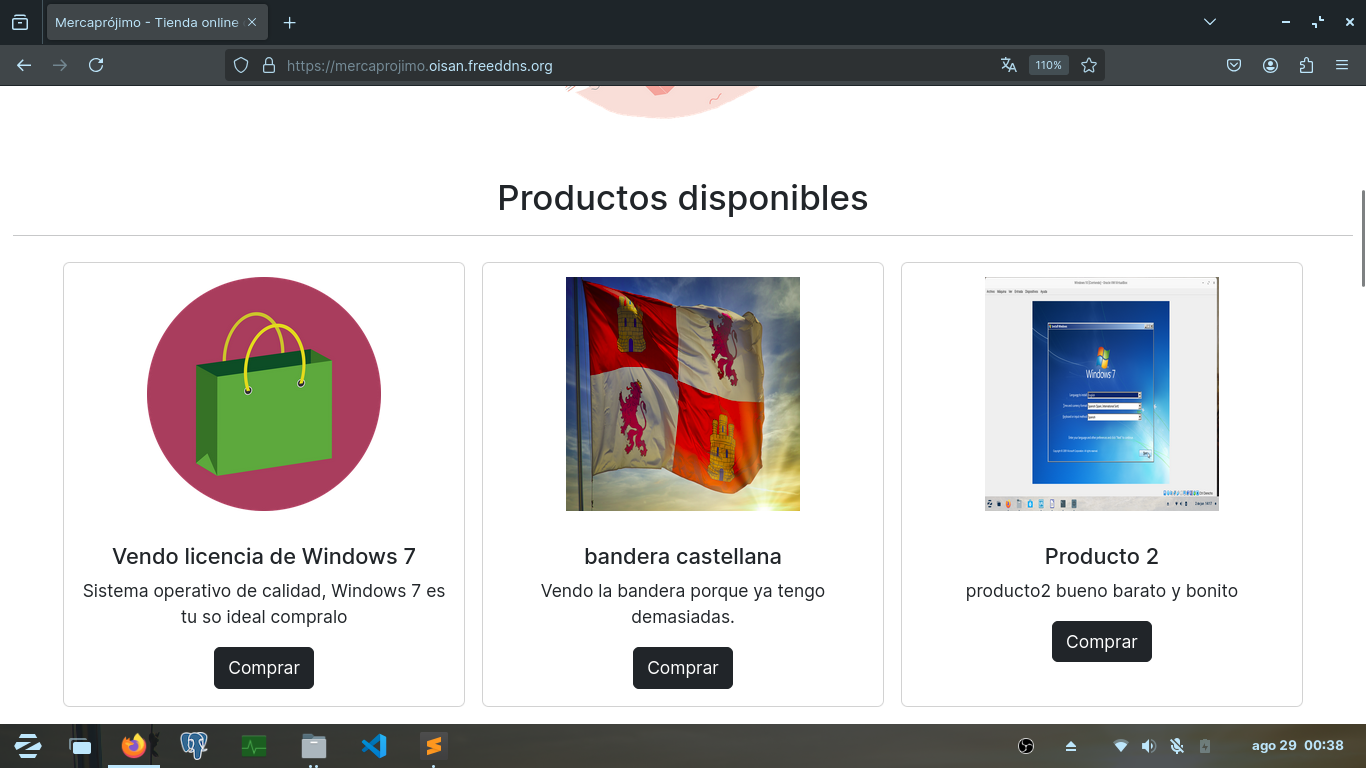 Mercaprójimo - Tienda online
https://mercaprojimo.oisan.freeddns.org
110%
Productos disponibles
Windows 7
Vendo licencia de Windows 7
Sistema operativo de calidad, Windows 7 es
tu so ideal compralo
Comprar
bandera castellana
Vendo la bandera porque ya tengo
demasiadas.
Comprar
Producto 2
producto2 bueno barato y bonito
Comprar
ago 29 00:38